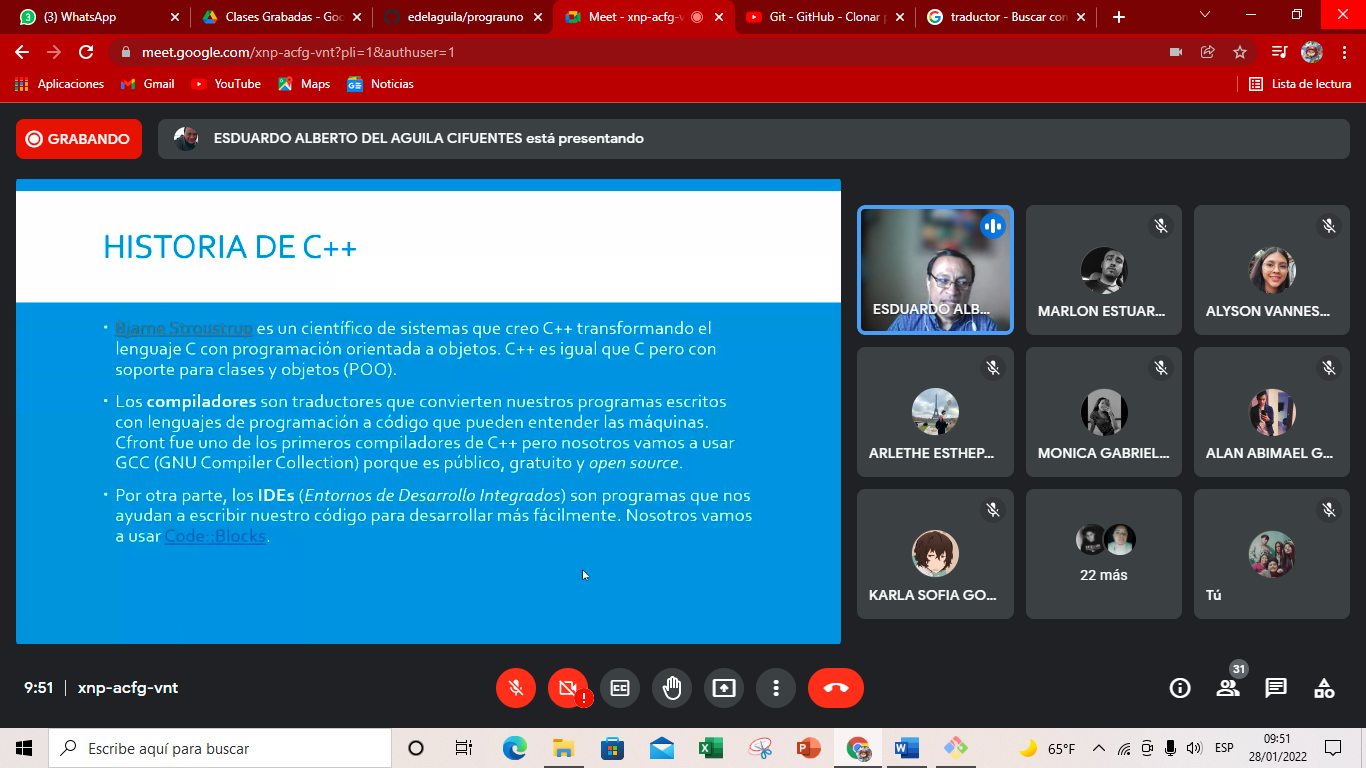 (3) WhatsApp
Clases Grabadas - Goo
edelaguila/prograuno
Meet - xnp-acfg-v
Git - GitHub - Clonar p
traductor - Buscar con
meet.google.com/xnp-acfg-vnt?pli=1&authuser=1
Aplicaciones
Gmail
YouTube
Maps
Noticias
Lista de lectura
GRABANDO
ESDUARDO ALBERTO DEL AGUILA CIFUENTES está presentando
HISTORIA DE C++
• Bjarne Stroustrup es un científico de sistemas que creo C++ transformando el
lenguaje C con programación orientada a objetos. C++ es igual que C pero con
soporte para clases y objetos (POO).
• Los compiladores son traductores que convierten nuestros programas escritos
con lenguajes de programación a código que pueden entender las máquinas.
Cfront fue uno de los primeros compiladores de C++ pero nosotros vamos a usar
GCC (GNU Compiler Collection) porque es público, gratuito y open source.
• Por otra parte, los IDEs (Entornos de Desarrollo Integrados) son programas que nos
ayudan a escribir nuestro código para desarrollar más fácilmente. Nosotros vamos
a usar Code::Blocks.
ESDUARDO ALB...
MARLON ESTUAR...
ALYSON VANNES...
ARLETHE ESTHEP...
MONICA GABRIEL...
ALAN ABIMAEL G...
KARLA SOFIA GO...
22 más
Tú
9:51 | xnp-acfg-vnt
31
Escribe aquí para buscar
65°F
ESP
09:51
28/01/2022